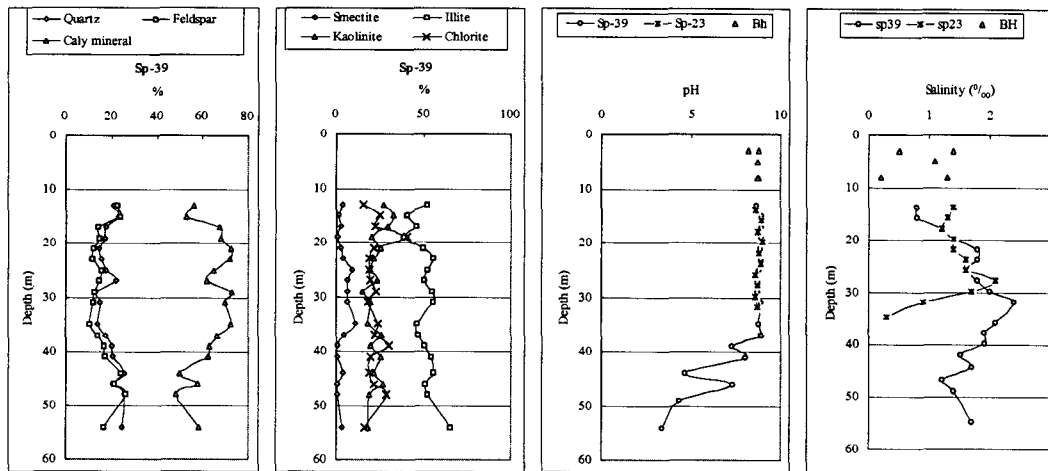 Quartz Feldspar
Caly mineral
Sp-39
%
0 20 40 60 80
0
10
20
30
40
50
60
Depth (m)
Smectite Illite
Kaolinite Chlorite
Sp-39
%
0 50 100
0
10
20
30
40
50
60
Depth (m)
Sp-39 Sp-23 Bh
pH
0 5 10
0
10
20
30
40
50
60
Depth (m)
sp39 sp23 BH
Salinity (0/00)
0 1 2
0
10
20
30
40
50
60
Depth (m)